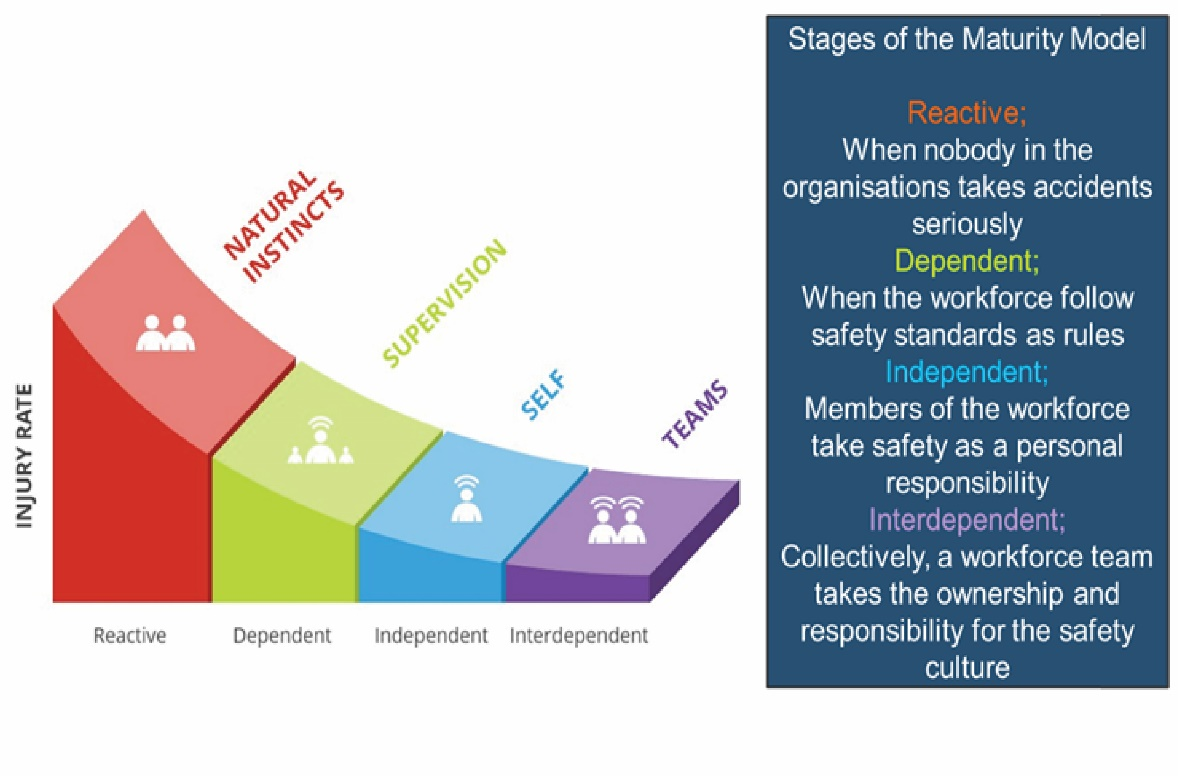 NATURAL
INSTINCTS
SUPERVISION
SELF
TEAMS
INJURY RATE
Reactive
Dependent
Independent
Interdependent
Stages of the Maturity Model
Reactive;
When nobody in the
organisations takes accidents
seriously
Dependent;
When the workforce follow
safety standards as rules
Independent;
Members of the workforce
take safety as a personal
responsibility
Interdependent;
Collectively, a workforce team
takes the ownership and
responsibility for the safety
culture